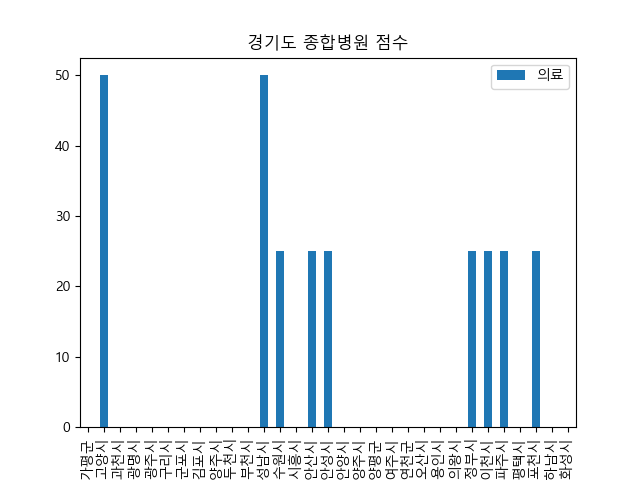 경기도 종합병원 점수
의료
50
40
30
20
10
0
가평군
고양시
과천시
광명시
광주시
구리시
군포시
김포시
양주시
두천시
부천시
성남시
수원시
시흥시
안산시
안성시
안양시
양주시
양평군
여주시
연천군
오산시
용인시
의왕시
정부시
이천시
파주시
평택시
포천시
하남시
화성시